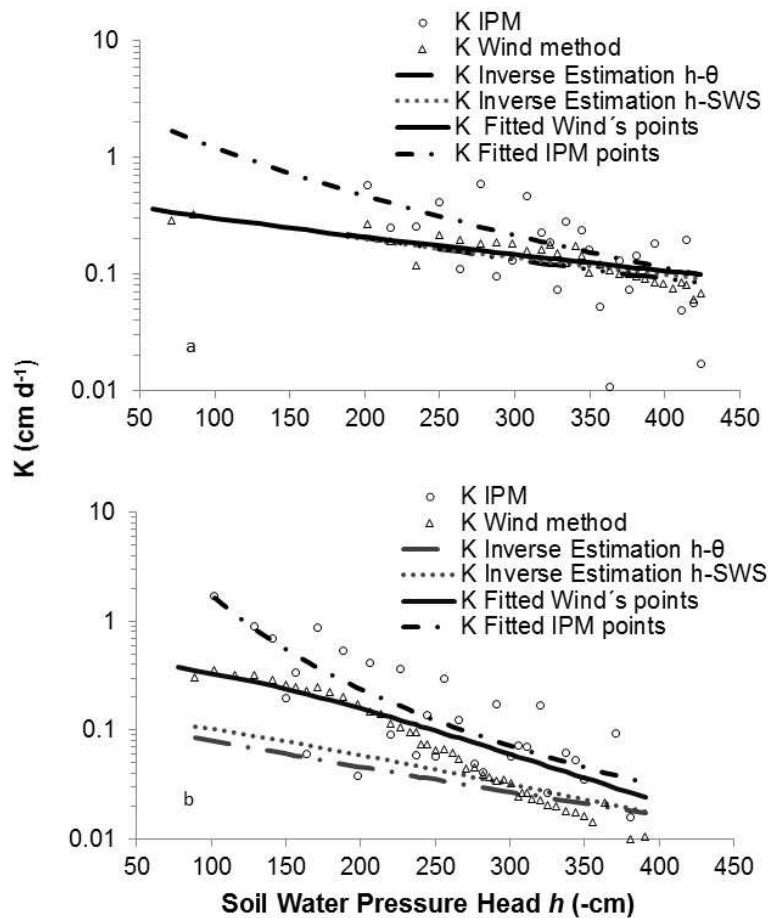 K IPM
K Wind method
K Inverse Estimation h-θ
K Inverse Estimation h-SWS
K Fitted Wind´s points
K Fitted IPM points
10
1
0.1
0.01
a
50 100 150 200 250 300 350 400 450
K (cm d⁻¹)
K IPM
K Wind method
K Inverse Estimation h-θ
K Inverse Estimation h-SWS
K Fitted Wind´s points
K Fitted IPM points
10
1
0.1
0.01
b
50 100 150 200 250 300 350 400 450
Soil Water Pressure Head h (-cm)